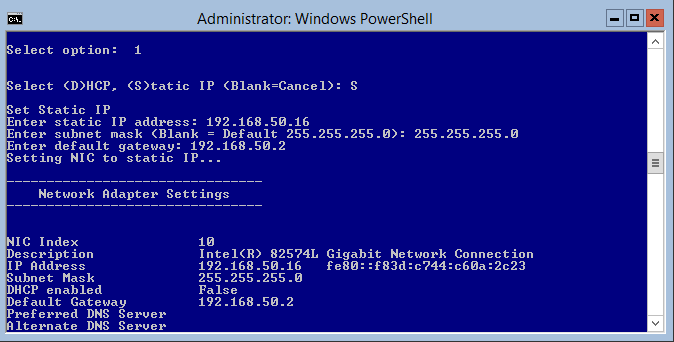 Administrator: Windows PowerShell
Select option:  1
Select (D)HCP, (S)tatic IP (Blank=Cancel): S
Set Static IP
Enter static IP address: 192.168.50.16
Enter subnet mask (Blank = Default 255.255.255.0): 255.255.255.0
Enter default gateway: 192.168.50.2
Setting NIC to static IP...
--------------------------------
    Network Adapter Settings
--------------------------------
NIC Index               10
Description             Intel(R) 82574L Gigabit Network Connection
IP Address              192.168.50.16   fe80::f83d:c744:c60a:2c23
Subnet Mask             255.255.255.0
DHCP enabled            False
Default Gateway         192.168.50.2
Preferred DNS Server
Alternate DNS Server